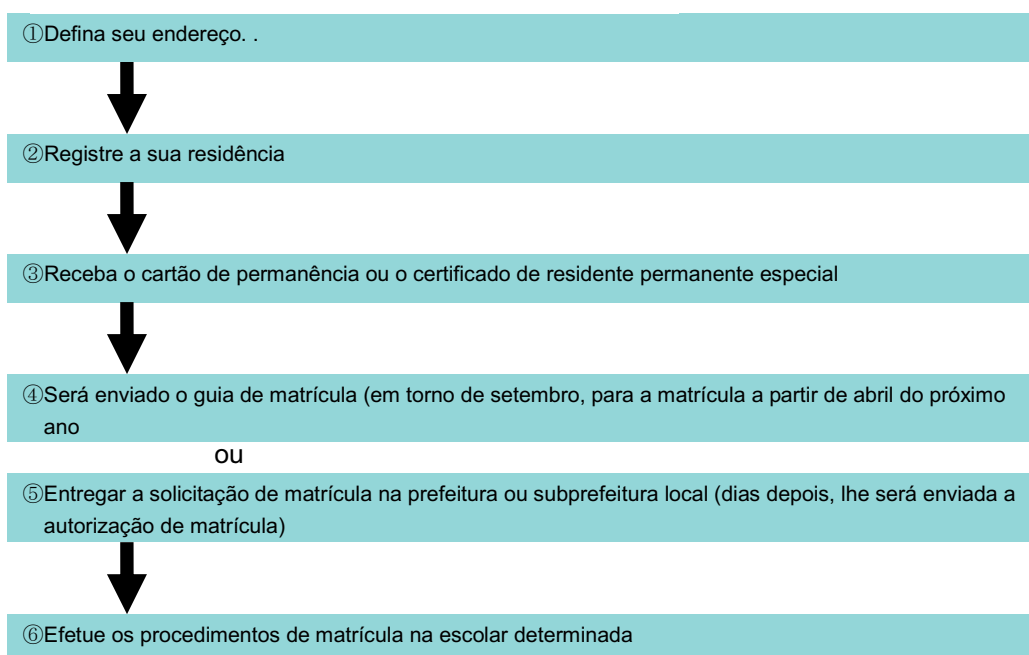 ①Defina seu endereço. .
②Registre a sua residência
③Receba o cartão de permanência ou o certificado de residente permanente especial
④Será enviado o guia de matrícula (em torno de setembro, para a matrícula a partir de abril do próximo
ano
ou
⑤Entregar a solicitação de matrícula na prefeitura ou subprefeitura local (dias depois, lhe será enviada a
autorização de matrícula)
⑥Efetue os procedimentos de matrícula na escolar determinada